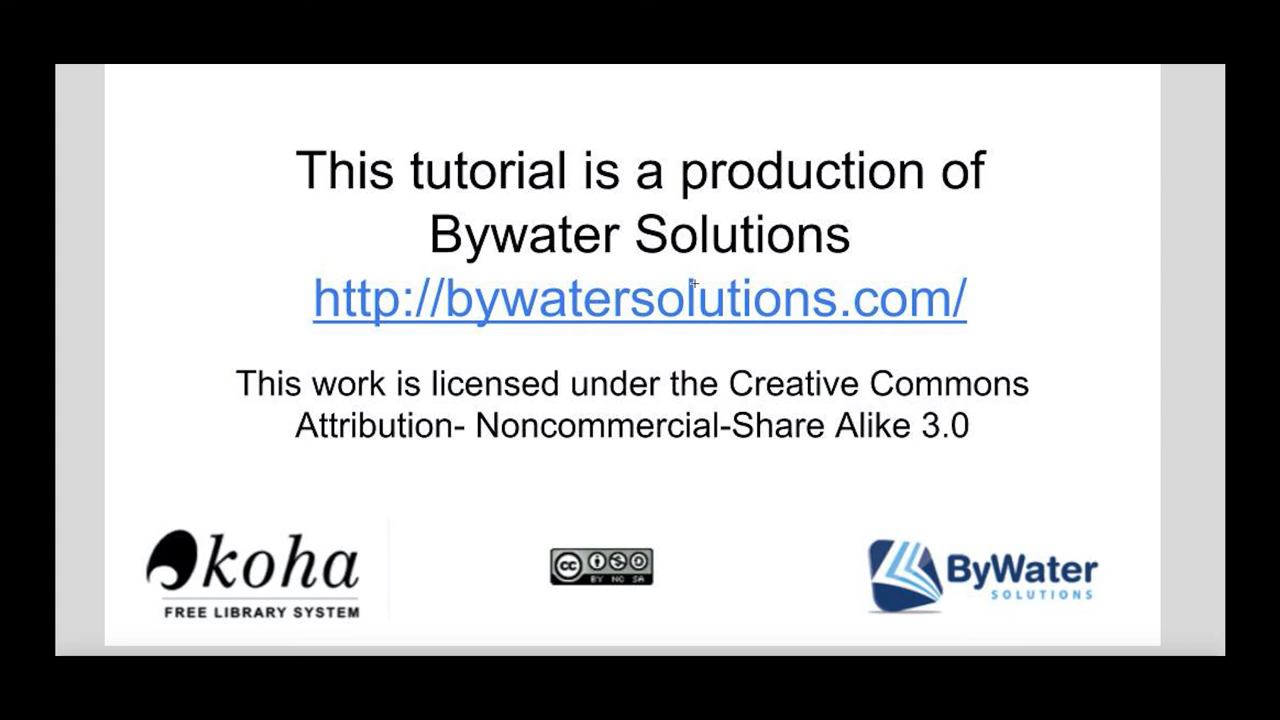 This tutorial is a production of
Bywater Solutions
http://bywatersolutions.com/
This work is licensed under the Creative Commons
Attribution- Noncommercial-Share Alike 3.0
koha
FREE LIBRARY SYSTEM
cc
BY NC SA
ByWater
SOLUTIONS